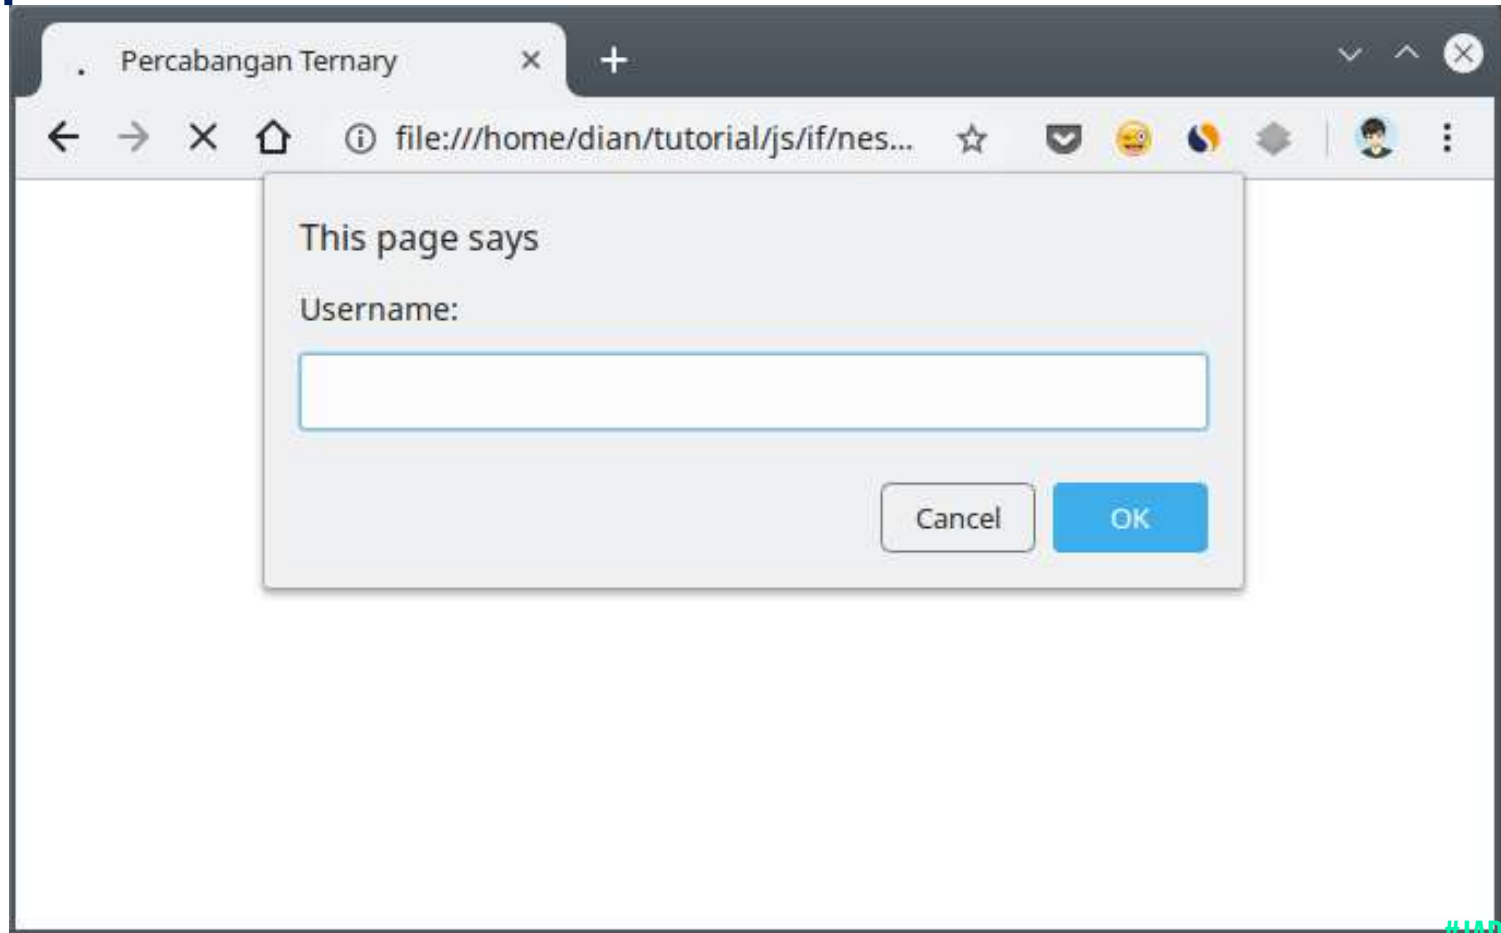 Percabangan Ternary
file:///home/dian/tutorial/js/if/nes...
This page says
Username:
Cancel
OK